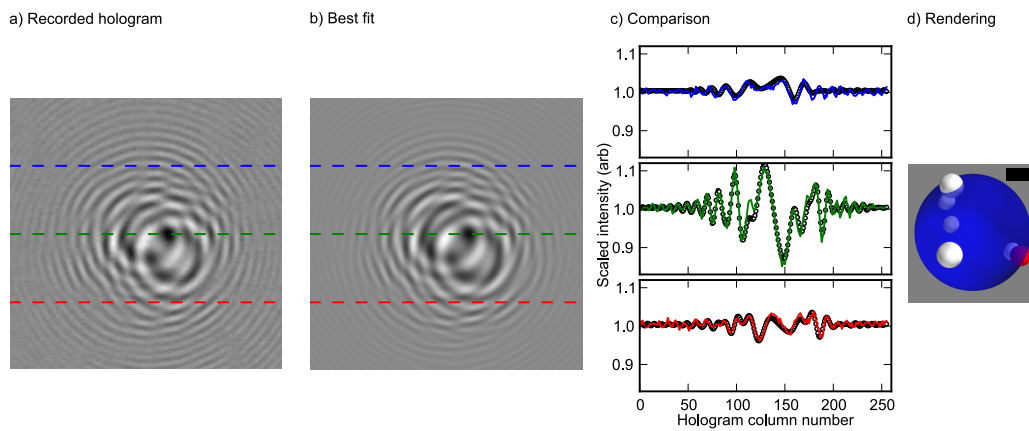 a) Recorded hologram
b) Best fit
c) Comparison
d) Rendering
1.1
1.0
0.9
1.1
1.0
0.9
1.1
1.0
0.9
Scaled intensity (arb)
0 50 100 150 200 250
Hologram column number